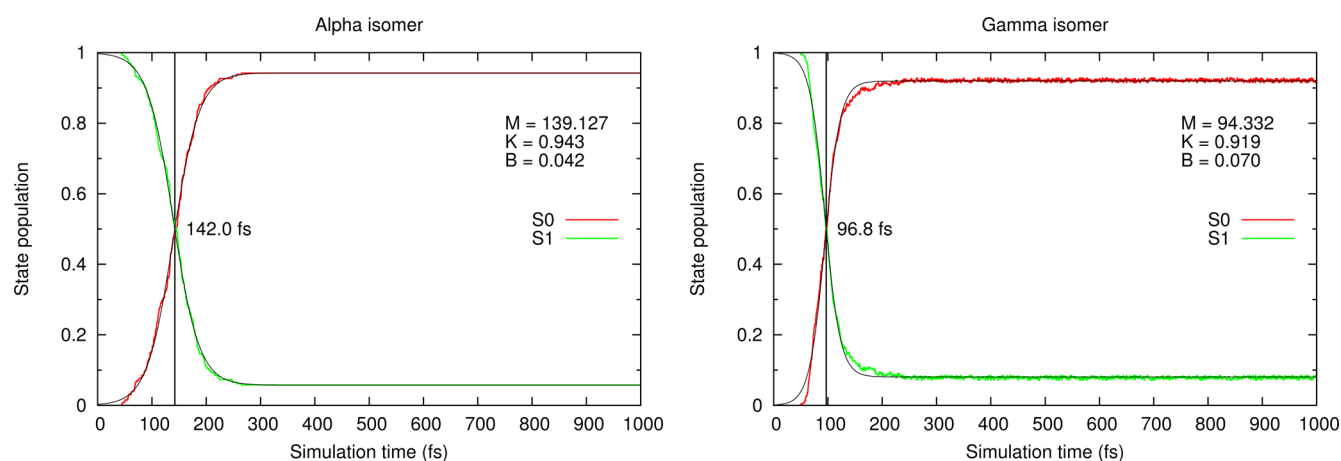 Alpha isomer
1
0.8
0.6
0.4
0.2
0
State population
M = 139.127
K = 0.943
B = 0.042
S0
S1
142.0 fs
0 100 200 300 400 500 600 700 800 900 1000
Simulation time (fs)
Gamma isomer
1
0.8
0.6
0.4
0.2
0
State population
M = 94.332
K = 0.919
B = 0.070
S0
S1
96.8 fs
0 100 200 300 400 500 600 700 800 900 1000
Simulation time (fs)